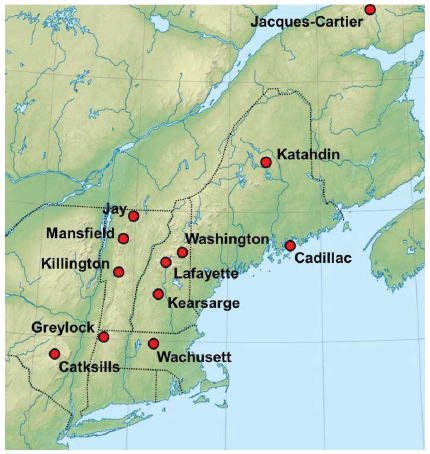 Jacques-Cartier
Katahdin
Jay
Mansfield
Washington
Cadillac
Killington
Lafayette
Kearsarge
Greylock
Wachusett
Catksills